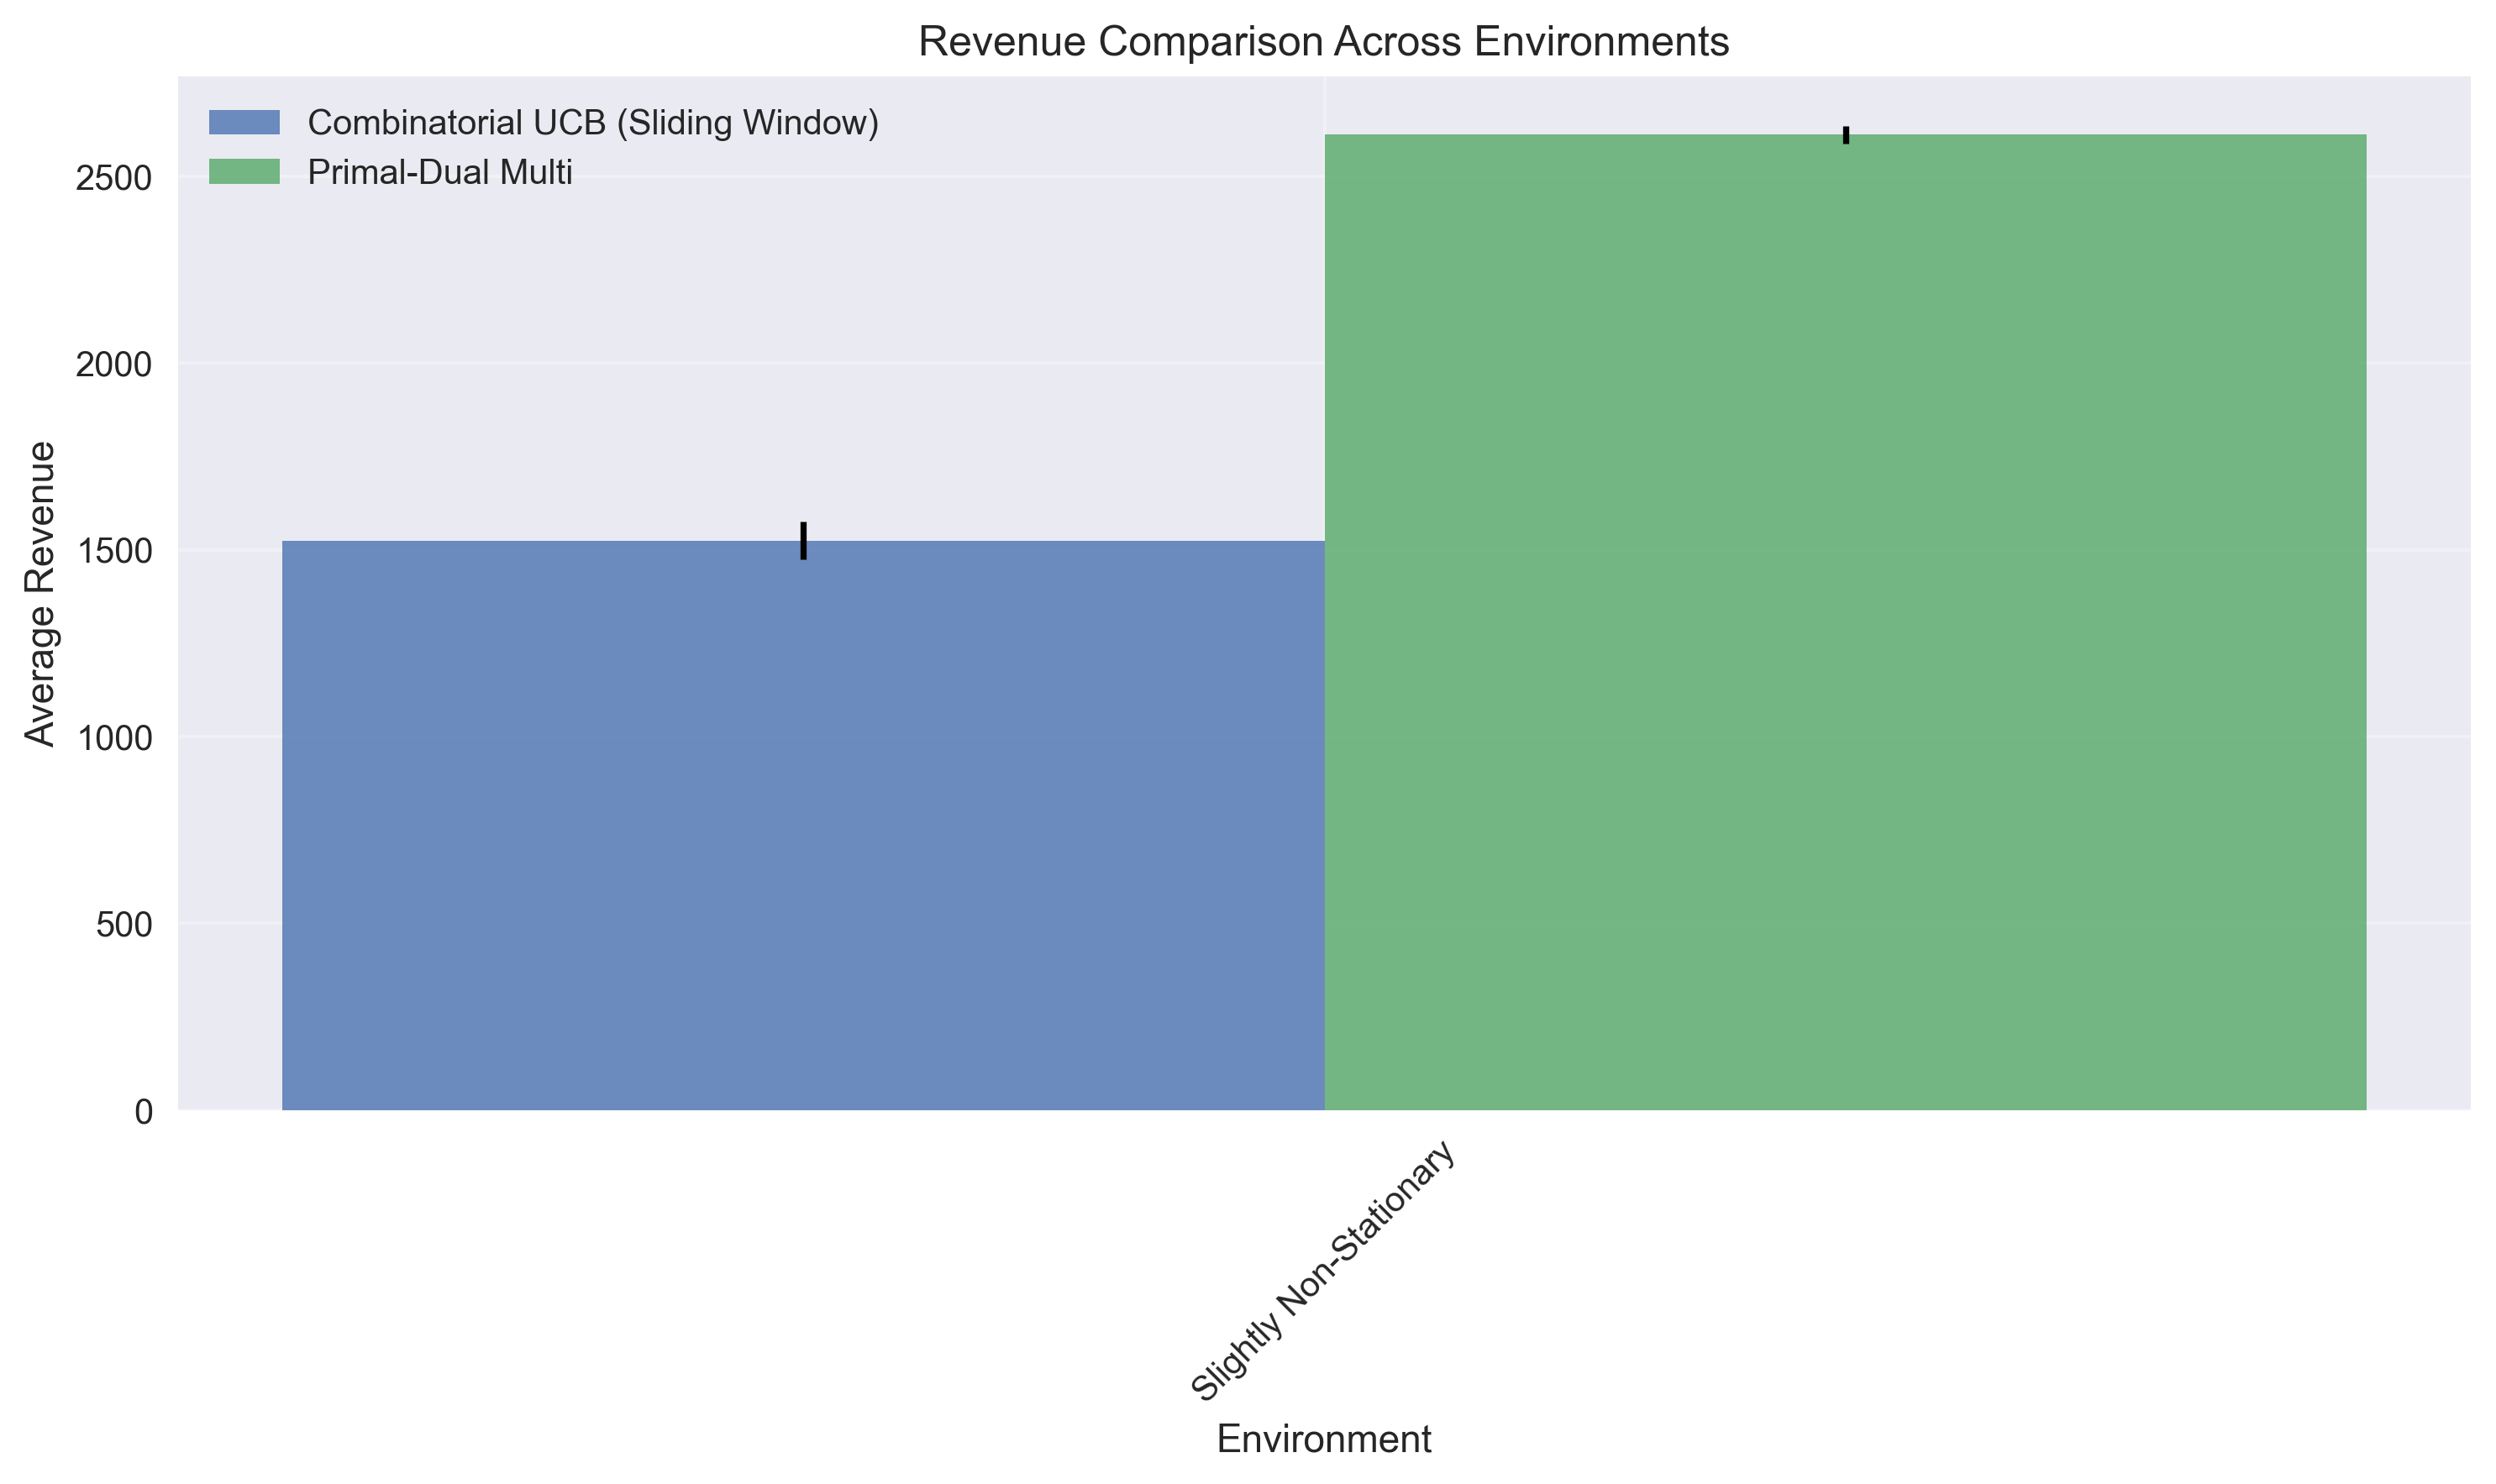 Revenue Comparison Across Environments
Combinatorial UCB (Sliding Window)
Primal-Dual Multi
Average Revenue
2500
2000
1500
1000
500
0
Slightly Non-Stationary
Environment